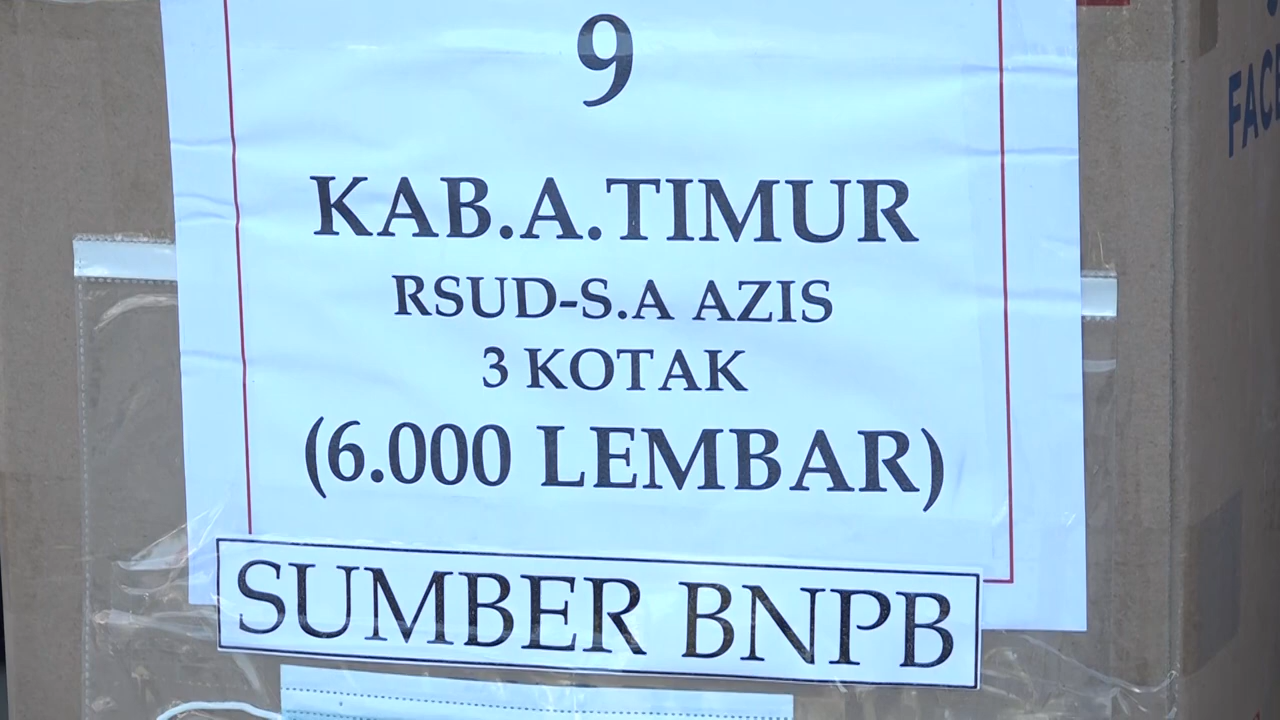 9
KAB.A.TIMUR
RSUD-S.A AZIS
3 KOTAK
(6.000 LEMBAR)
SUMBER BNPB